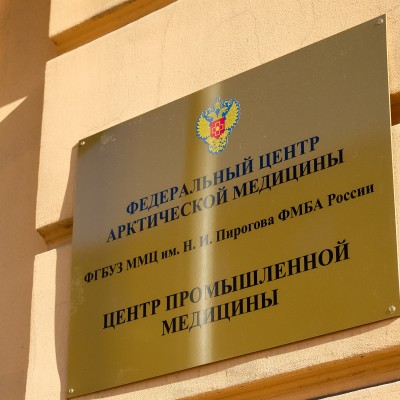 ФЕДЕРАЛЬНЫЙ ЦЕНТР
АРКТИЧЕСКОЙ МЕДИЦИНЫ
ФГБУЗ ММЦ им. Н. И. Пирогова ФМБА России
ЦЕНТР ПРОМЫШЛЕННОЙ
МЕДИЦИНЫ